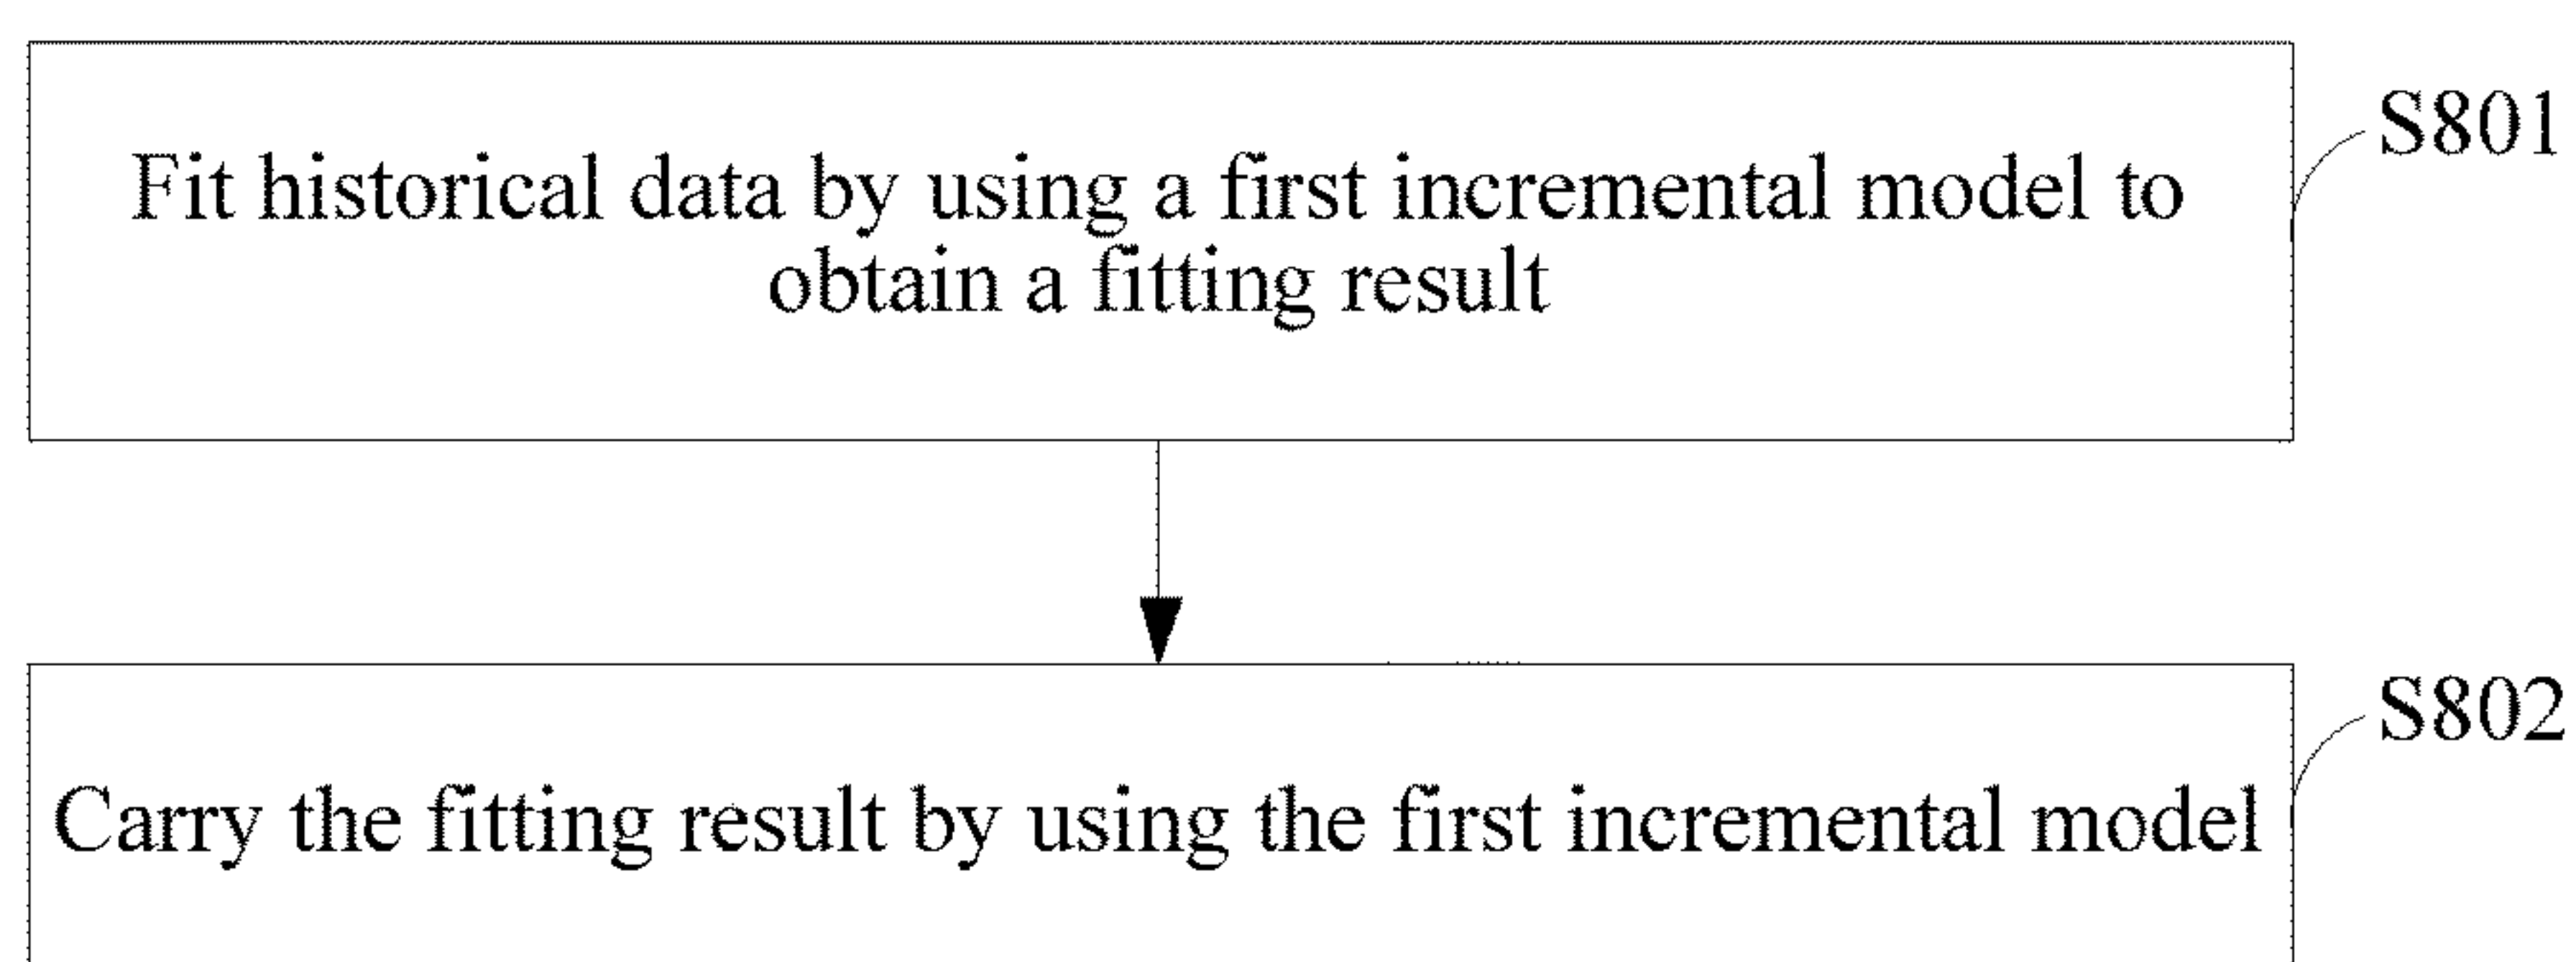 S801
Fit historical data by using a first incremental model to
obtain a fitting result
S802
Carry the fitting result by using the first incremental model